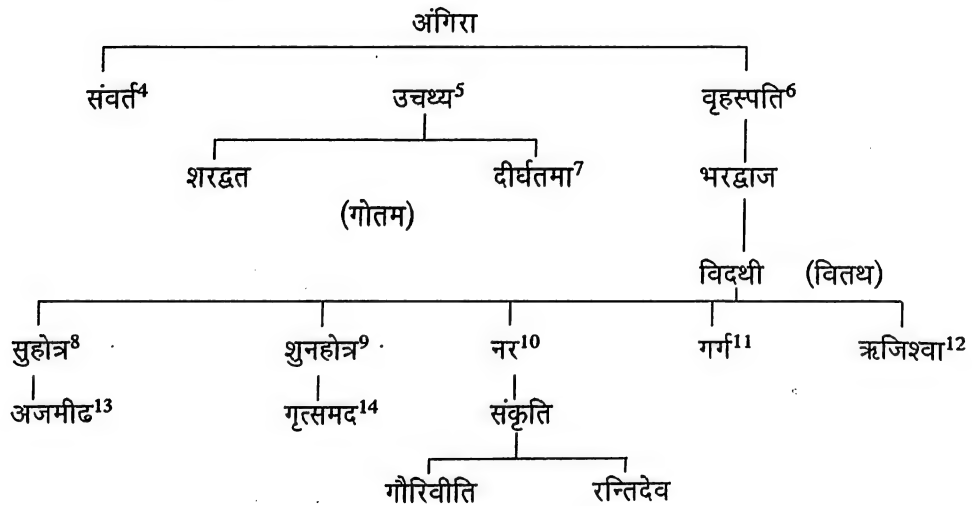 अंगिरा
संवर्त⁴ उचथ्य⁵ वृहस्पति⁶
शरद्वत दीर्घतमा⁷ भरद्वाज
(गोतम)
विदथी (वितथ)
सुहोत्र⁸ शुनहोत्र⁹ नर¹⁰ गर्ग¹¹ ऋजिश्वा¹²
अजमीढ¹³ गृत्समद¹⁴ संकृति
गौरिवीति रन्तिदेव